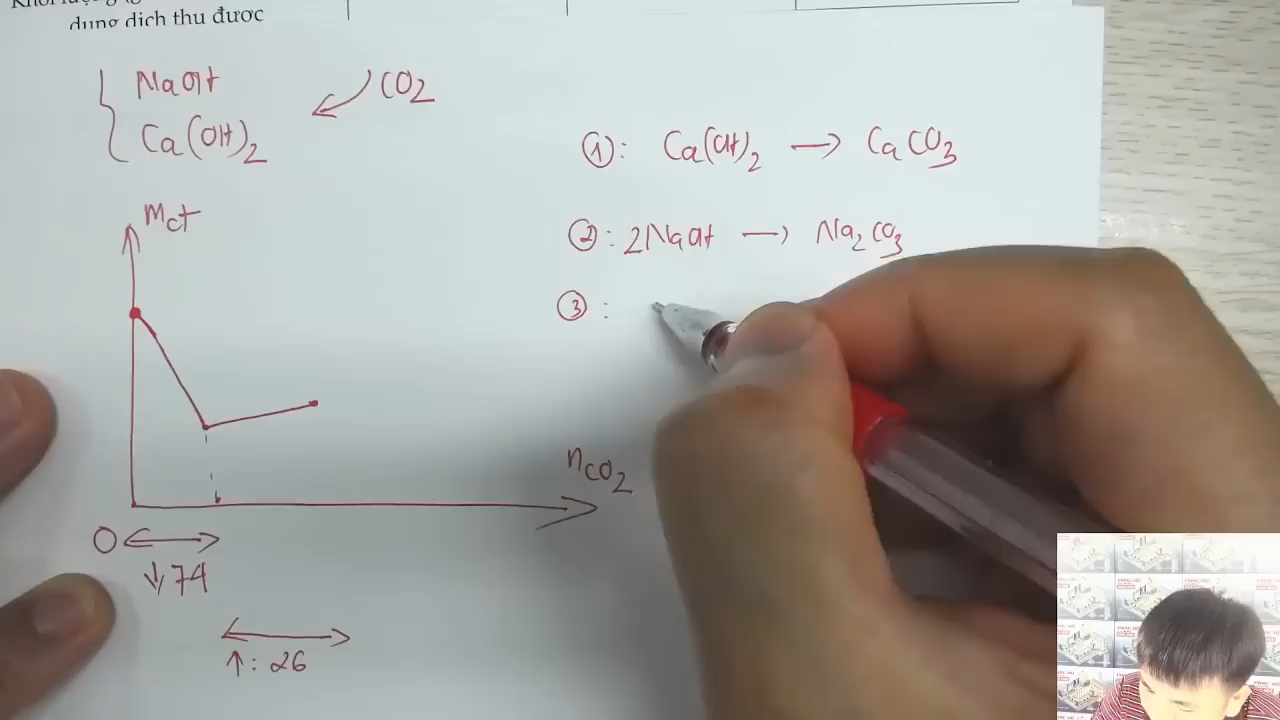 dung dịch thu được
NaOH
Ca(OH)2
CO2
①: Ca(OH)2 → CaCO3
②: 2NaOH → Na2CO3
③:
mct
nCO2
O
↓74
↑: 26